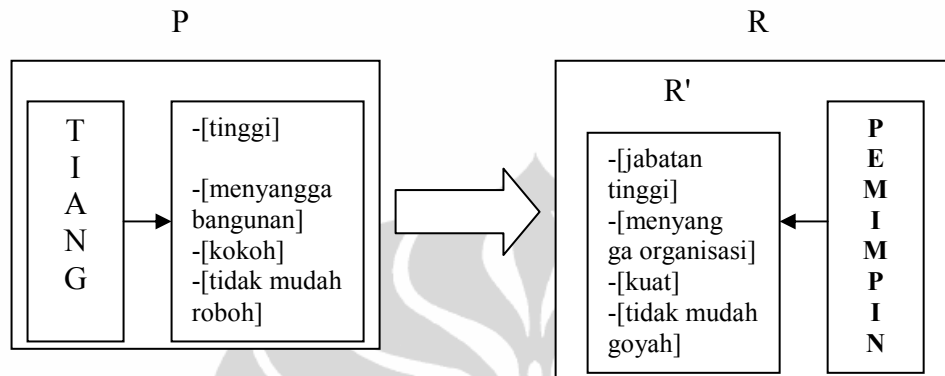 P
T
I
A
N
G
-[tinggi]
-[menyangga
bangunan]
-[kokoh]
-[tidak mudah
roboh]
R
R'
-[jabatan
tinggi]
-[menyang
ga organisasi]
-[kuat]
-[tidak mudah
goyah]
P
E
M
I
M
P
I
N